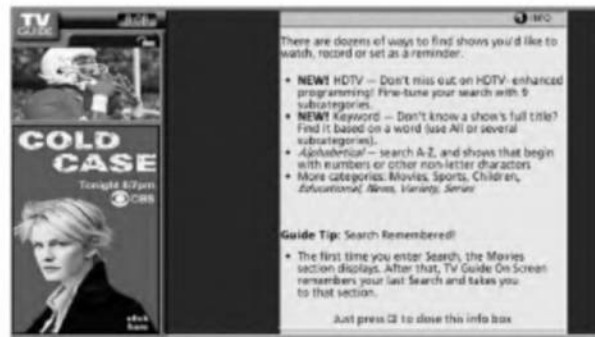 TV
GUIDE
INFO
There are dozens of ways to find shows you'd like to
watch, record or set as a reminder.
• NEW! HDTV — Don't miss out on HDTV- enhanced
programming! Fine-tune your search with 9
subcategories.
• NEW! Keyword — Don't know a show's full title?
Find it based on a word (use All or several
subcategories).
• Alphabetical — search A-Z, and shows that begin
with numbers or other non-letter characters
• More categories: Movies, Sports, Children,
Educational, News, Variety, Series
COLD
CASE
Tonight 8/7pm
CBS
click
here
Guide Tip: Search Remembered!
• The first time you enter Search, the Movies
section displays. After that, TV Guide On Screen
remembers your last Search and takes you
to that section.
Just press to close this info box